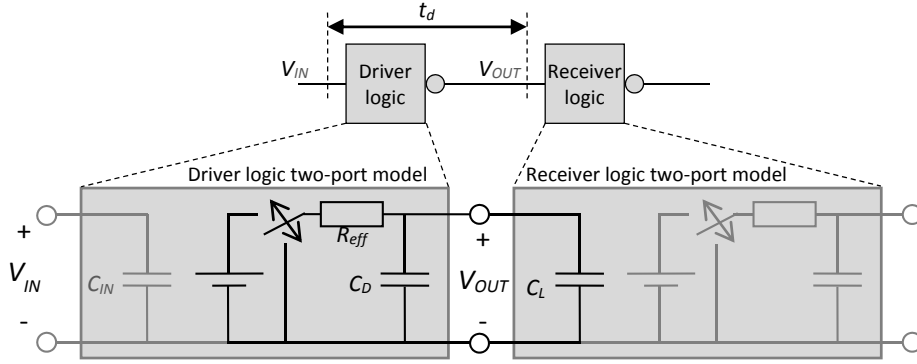 t_d
V_IN
Driver logic
V_OUT
Receiver logic
Driver logic two-port model
Receiver logic two-port model
+
V_IN
-
C_IN
R_eff
C_D
+
V_OUT
-
C_L